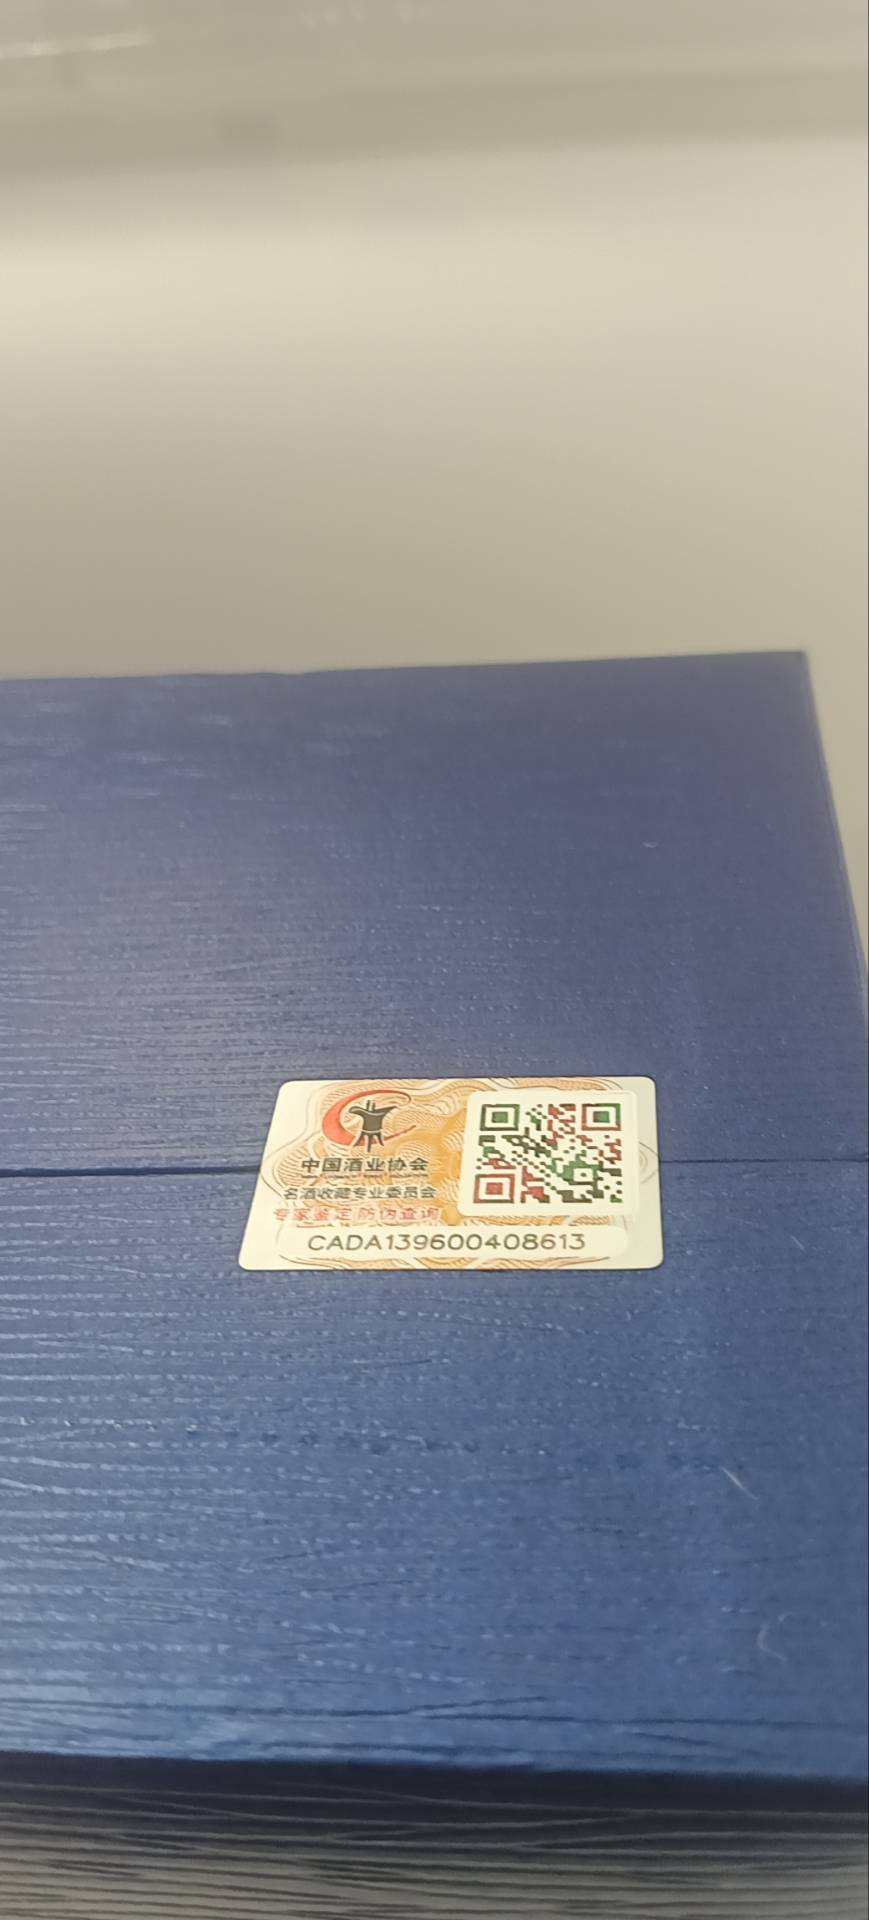 中国酒业协会
名酒收藏专业委员会
专家鉴定 防伪查询
CADA139600408613